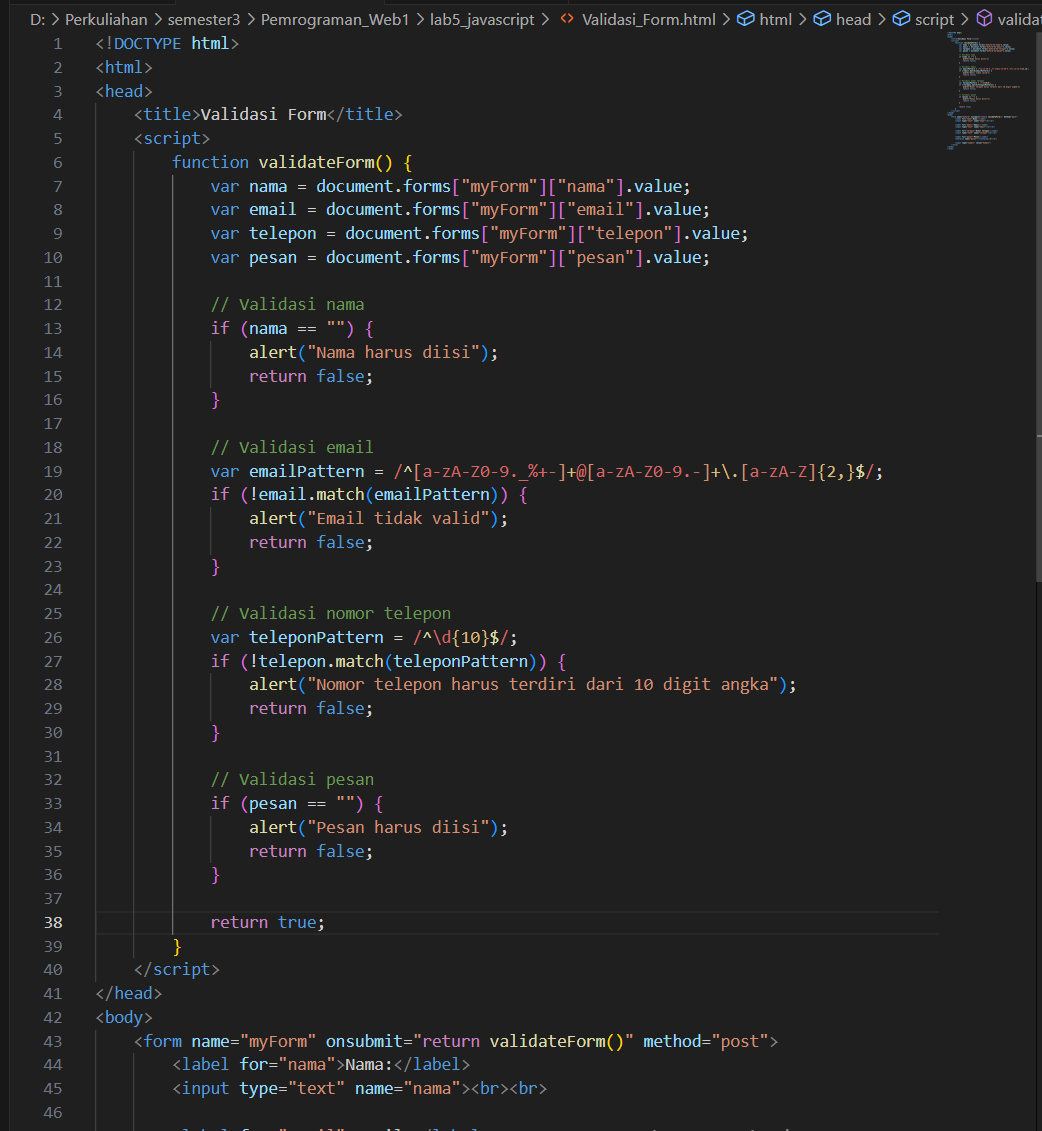 D: > Perkuliahan > semester3 > Pemrograman_Web1 > lab5_javascript > <> Validasi_Form.html > html > head > script > validat
1 <!DOCTYPE html>
2 <html>
3 <head>
4     <title>Validasi Form</title>
5     <script>
6         function validateForm() {
7             var nama = document.forms["myForm"]["nama"].value;
8             var email = document.forms["myForm"]["email"].value;
9             var telepon = document.forms["myForm"]["telepon"].value;
10             var pesan = document.forms["myForm"]["pesan"].value;
11
12             // Validasi nama
13             if (nama == "") {
14                 alert("Nama harus diisi");
15                 return false;
16             }
17
18             // Validasi email
19             var emailPattern = /^[a-zA-Z0-9._%+-]+@[a-zA-Z0-9.-]+\.[a-zA-Z]{2,}$/;
20             if (!email.match(emailPattern)) {
21                 alert("Email tidak valid");
22                 return false;
23             }
24
25             // Validasi nomor telepon
26             var teleponPattern = /^\d{10}$/;
27             if (!telepon.match(teleponPattern)) {
28                 alert("Nomor telepon harus terdiri dari 10 digit angka");
29                 return false;
30             }
31
32             // Validasi pesan
33             if (pesan == "") {
34                 alert("Pesan harus diisi");
35                 return false;
36             }
37
38             return true;
39         }
40     </script>
41 </head>
42 <body>
43     <form name="myForm" onsubmit="return validateForm()" method="post">
44         <label for="nama">Nama:</label>
45         <input type="text" name="nama"><br><br>
46